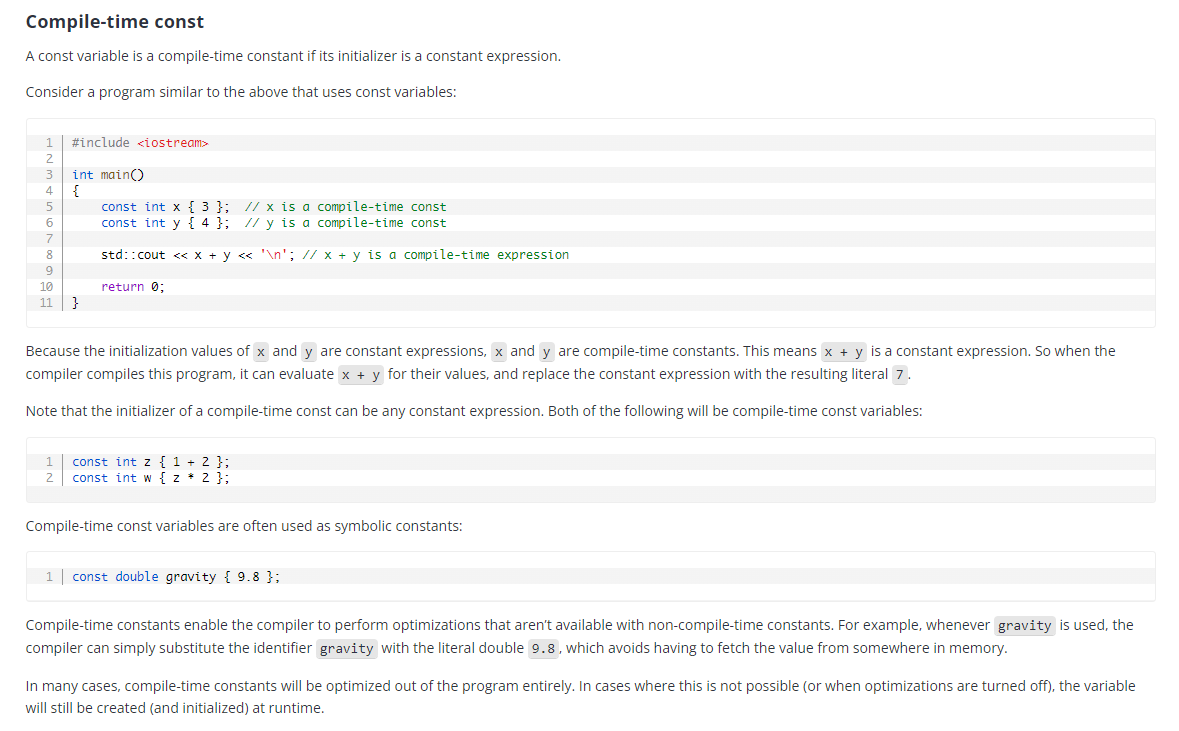 Compile-time const
A const variable is a compile-time constant if its initializer is a constant expression.
Consider a program similar to the above that uses const variables:
1 #include <iostream>
2
3 int main()
4 {
5     const int x { 3 };  // x is a compile-time const
6     const int y { 4 };  // y is a compile-time const
7
8     std::cout << x + y << '\n'; // x + y is a compile-time expression
9
10     return 0;
11 }
Because the initialization values of x and y are constant expressions, x and y are compile-time constants. This means x + y is a constant expression. So when the
compiler compiles this program, it can evaluate x + y for their values, and replace the constant expression with the resulting literal 7.
Note that the initializer of a compile-time const can be any constant expression. Both of the following will be compile-time const variables:
1 const int z { 1 + 2 };
2 const int w { z * 2 };
Compile-time const variables are often used as symbolic constants:
1 const double gravity { 9.8 };
Compile-time constants enable the compiler to perform optimizations that aren’t available with non-compile-time constants. For example, whenever gravity is used, the
compiler can simply substitute the identifier gravity with the literal double 9.8, which avoids having to fetch the value from somewhere in memory.
In many cases, compile-time constants will be optimized out of the program entirely. In cases where this is not possible (or when optimizations are turned off), the variable
will still be created (and initialized) at runtime.